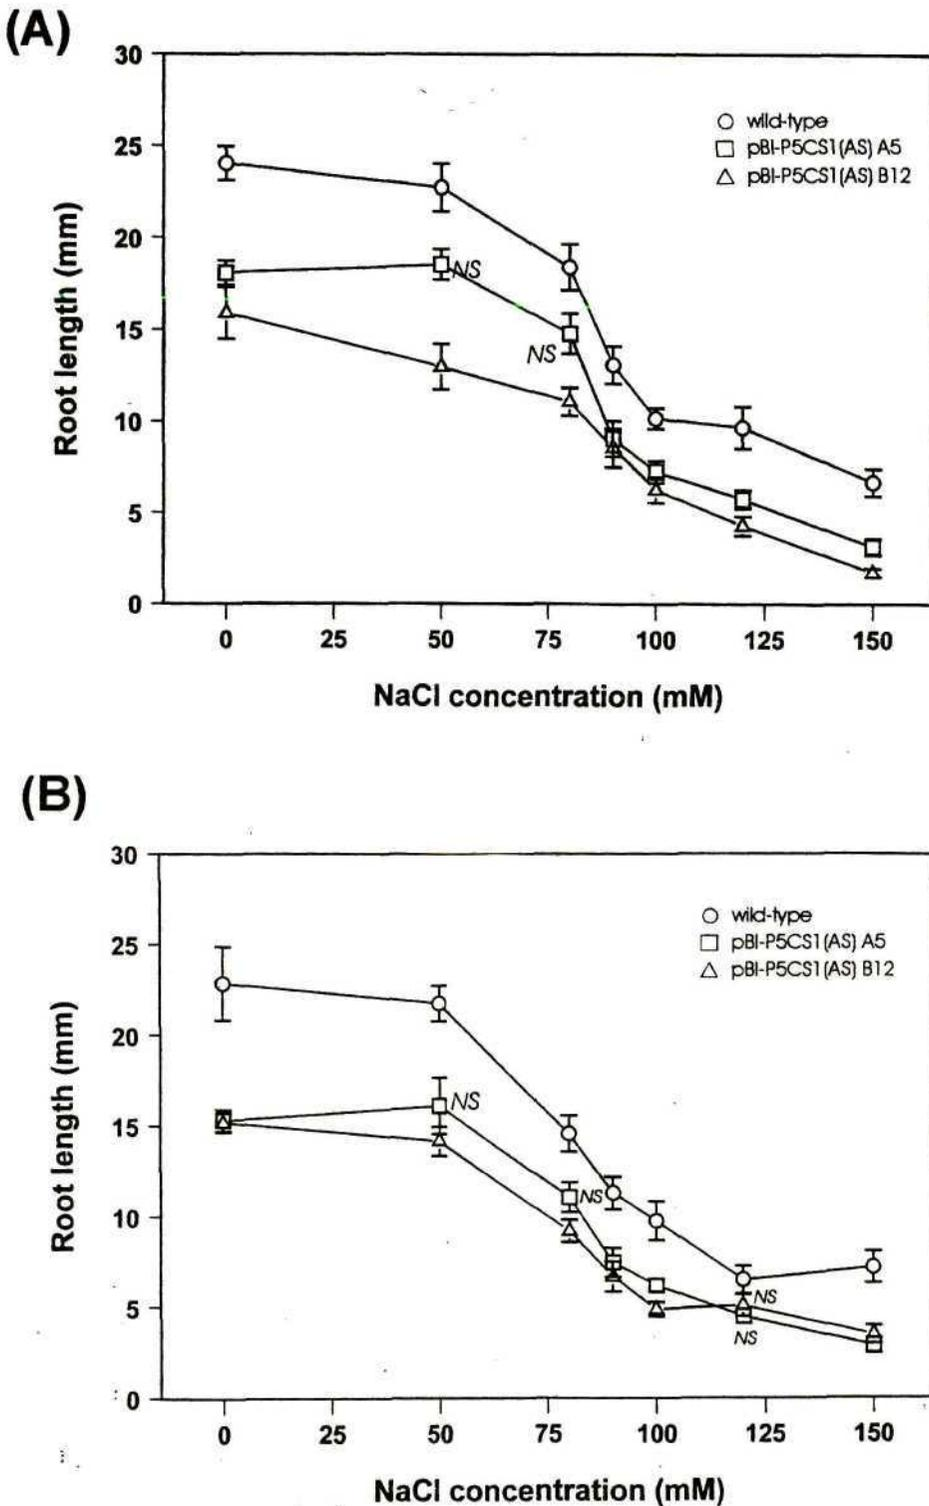 (A)
30
25
20
15
10
5
0
Root length (mm)
wild-type
pBI-P5CS1(AS) A5
pBI-P5CS1(AS) B12
NS
NS
0 25 50 75 100 125 150
NaCl concentration (mM)
(B)
30
25
20
15
10
5
0
Root length (mm)
wild-type
pBI-P5CS1(AS) A5
pBI-P5CS1(AS) B12
NS
NS
NS
NS
0 25 50 75 100 125 150
NaCl concentration (mM)